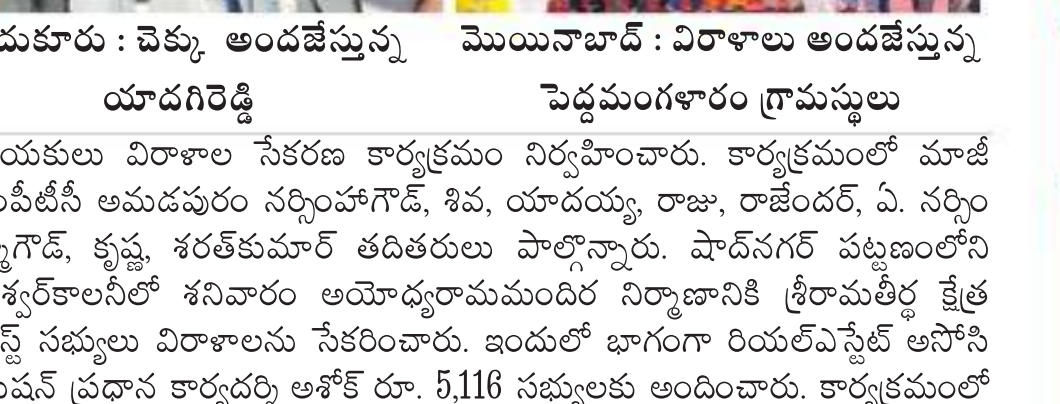 దుకూరు : చెక్కు అందజేస్తున్న
యాదగిరెడ్డి
మొయినాబాద్ : విరాళాలు అందజేస్తున్న
పెద్దమంగళారం గ్రామస్థులు
యకులు విరాళాల సేకరణ కార్యక్రమం నిర్వహించారు. కార్యక్రమంలో మాజీ
ంపీటీసీ అమడపురం నర్సింహాగౌడ్, శివ, యాదయ్య, రాజు, రాజేందర్, ఏ. నర్సిం
గౌడ్, కృష్ణ, శరత్‌కుమార్ తదితరులు పాల్గొన్నారు. షాద్‌నగర్ పట్టణంలోని
శ్వర్‌కాలనీలో శనివారం అయోధ్యరామమందిర నిర్మాణానికి శ్రీరామతీర్థ క్షేత్ర
స్ట్ సభ్యులు విరాళాలను సేకరించారు. ఇందులో భాగంగా రియల్‌ఎస్టేట్ అసోసి
షన్ ప్రధాన కార్యదర్శి అశోక్ రూ. 5,116 సభ్యులకు అందించారు. కార్యక్రమంలో